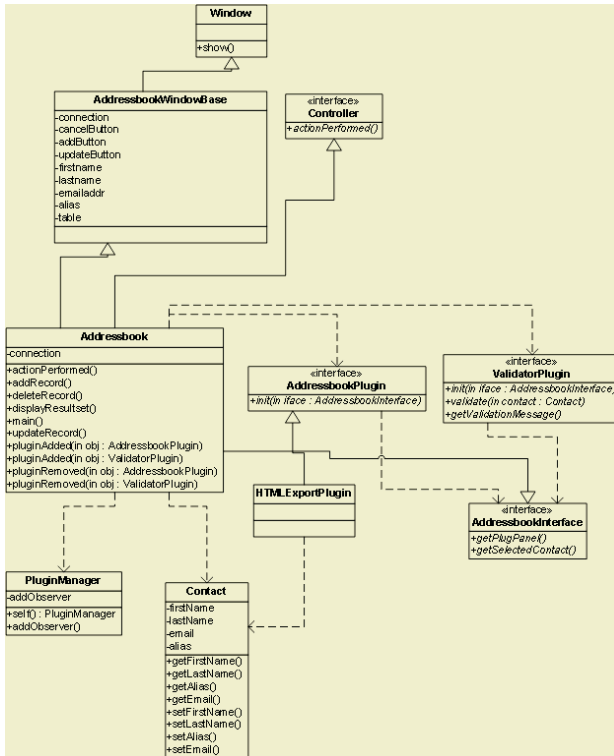 Window
+show()
AddressbookWindowBase
-connection
-cancelButton
-addButton
-updateButton
-firstname
-lastname
-emailaddr
-alias
-table
«interface»
Controller
+actionPerformed()
Addressbook
-connection
+actionPerformed()
+addRecord()
+deleteRecord()
+displayResultset()
+main()
+updateRecord()
+pluginAdded(in obj : AddressbookPlugin)
+pluginAdded(in obj : ValidatorPlugin)
+pluginRemoved(in obj : AddressbookPlugin)
+pluginRemoved(in obj : ValidatorPlugin)
«interface»
AddressbookPlugin
+init(in iface : AddressbookInterface)
«interface»
ValidatorPlugin
+init(in iface : AddressbookInterface)
+validate(in contact : Contact)
+getValidationMessage()
HTMLExportPlugin
«interface»
AddressbookInterface
+getPlugPanel()
+getSelectedContact()
PluginManager
-addObserver
+self() : PluginManager
+addObserver()
Contact
-firstName
-lastName
-email
-alias
+getFirstName()
+getLastName()
+getAlias()
+getEmail()
+setFirstName()
+setLastName()
+setAlias()
+setEmail()